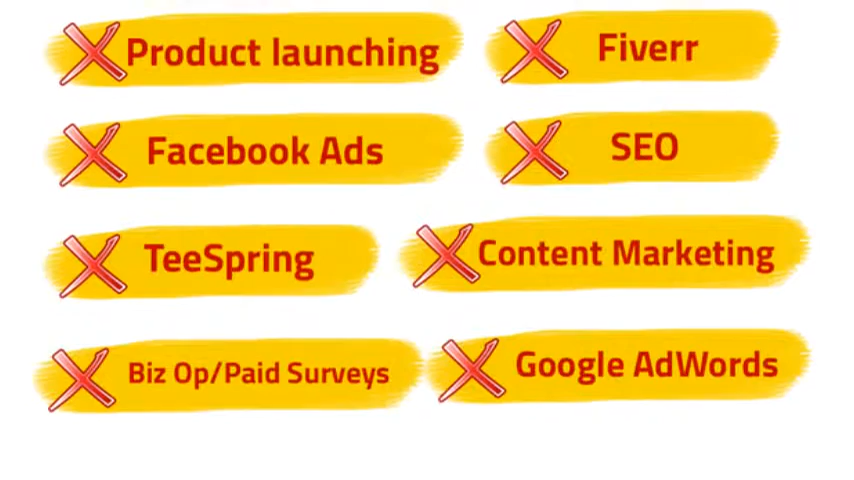 Product launching
Fiverr
Facebook Ads
SEO
TeeSpring
Content Marketing
Biz Op/Paid Surveys
Google AdWords